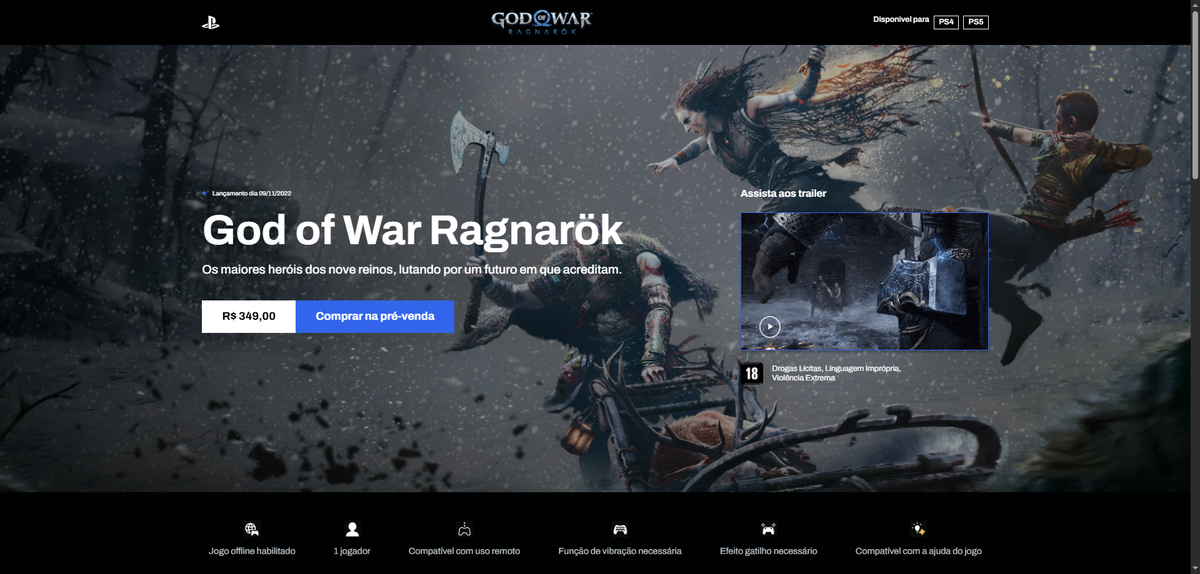 GOD OF WAR
RAGNARÖK
Disponível para
PS4
PS5
Lançamento dia 09/11/2022
God of War Ragnarök
Os maiores heróis dos nove reinos, lutando por um futuro em que acreditam.
R$ 349,00
Comprar na pré-venda
Assista aos trailer
18
Drogas Lícitas, Linguagem Imprópria,
Violência Extrema
Jogo offline habilitado
1 jogador
Compatível com uso remoto
Função de vibração necessária
Efeito gatilho necessário
Compatível com a ajuda do jogo